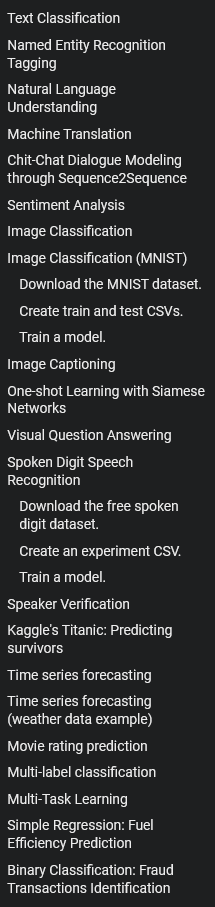 Text Classification
Named Entity Recognition
Tagging
Natural Language
Understanding
Machine Translation
Chit-Chat Dialogue Modeling
through Sequence2Sequence
Sentiment Analysis
Image Classification
Image Classification (MNIST)
Download the MNIST dataset.
Create train and test CSVs.
Train a model.
Image Captioning
One-shot Learning with Siamese
Networks
Visual Question Answering
Spoken Digit Speech
Recognition
Download the free spoken
digit dataset.
Create an experiment CSV.
Train a model.
Speaker Verification
Kaggle's Titanic: Predicting
survivors
Time series forecasting
Time series forecasting
(weather data example)
Movie rating prediction
Multi-label classification
Multi-Task Learning
Simple Regression: Fuel
Efficiency Prediction
Binary Classification: Fraud
Transactions Identification